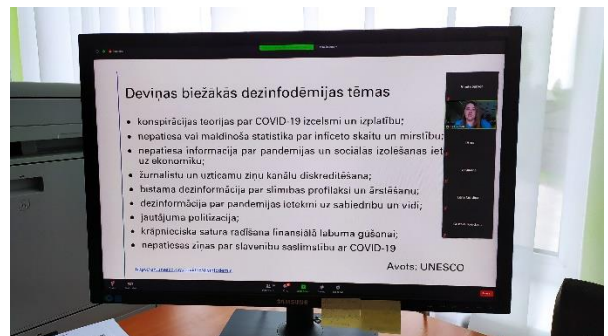 Deviņas biežākās dezinfodēmijas tēmas
• konspirācijas teorijas par COVID-19 izcelsmi un izplatību;
• nepatiesa vai maldinoša statistika par inficēto skaitu un mirstību;
• nepatiesa informācija par pandēmijas un sociālās izolēšanas
uz ekonomiku;
• žurnālistu un uzticamu ziņu kanālu diskreditēšana;
• bīstama dezinformācija par slimības profilaksi un ārstēšanu;
• dezinformācija par pandēmijas ietekmi uz sabiedrību un vidi;
• jautājuma politizācija;
• krāpnieciska satura radīšana finansiālā labuma gūšanai;
• nepatiesas ziņas par slavenību saslimstību ar COVID-19
Avots: UNESCO
SAMSUNG